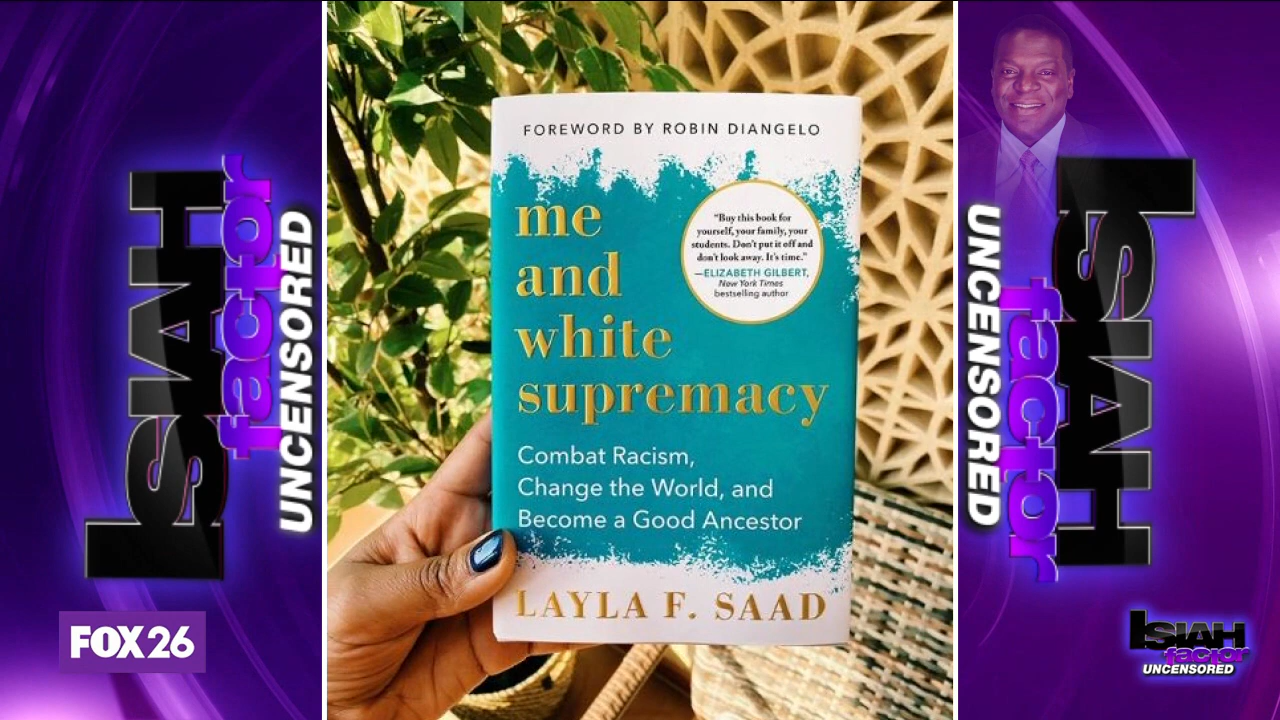 ISIAH
factor
UNCENSORED
FOX 26
FOREWORD BY ROBIN DIANGELO
me
and
white
supremacy
"Buy this book for
yourself, your family, your
students. Don't put it off and
don't look away. It's time."
—ELIZABETH GILBERT,
New York Times
bestselling author
Combat Racism,
Change the World, and
Become a Good Ancestor
LAYLA F. SAAD
ISIAH
factor
UNCENSORED
ISIAH
factor
UNCENSORED